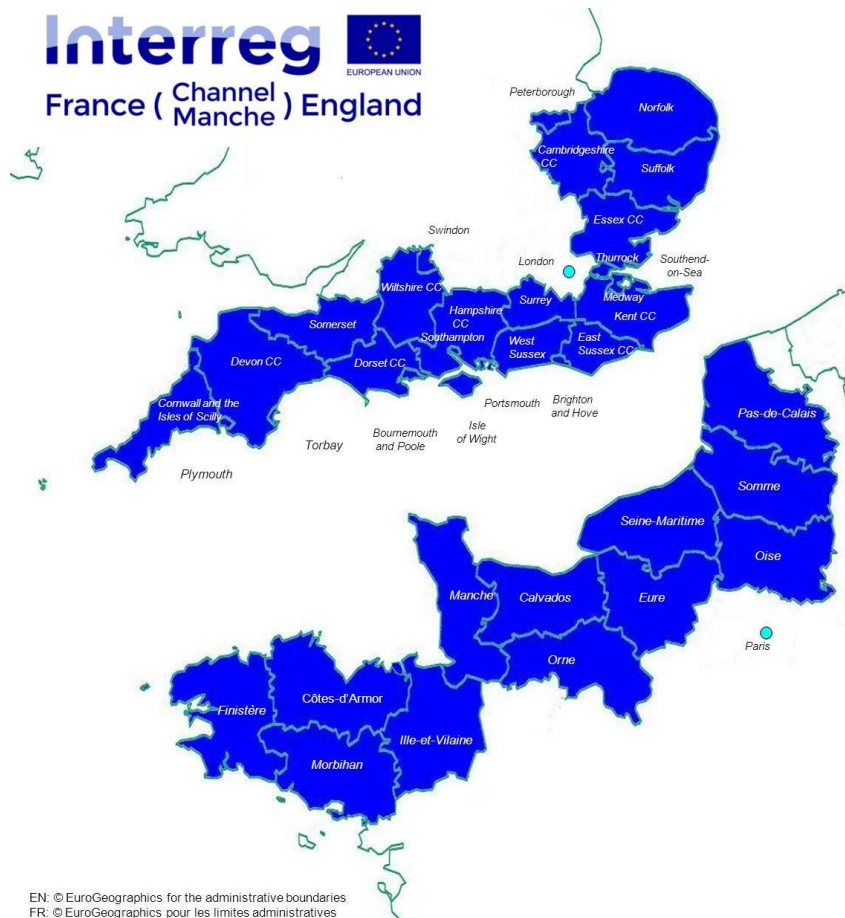 Interreg
EUROPEAN UNION
France ( Channel
Manche ) England
Peterborough
Norfolk
Cambridgeshire
CC
Suffolk
Essex CC
Swindon
London
Thurrock
Southend-
on-Sea
Wiltshire CC
Surrey
Medway
Hampshire
CC
Kent CC
Somerset
Southampton
West
Sussex
East
Sussex CC
Devon CC
Dorset CC
Cornwall and the
Isles of Scilly
Portsmouth
Brighton
and Hove
Isle
of Wight
Bournemouth
and Poole
Torbay
Plymouth
Pas-de-Calais
Somme
Seine-Maritime
Oise
Manche
Calvados
Eure
Paris
Orne
Côtes-d'Armor
Finistère
Ille-et-Vilaine
Morbihan
EN: © EuroGeographics for the administrative boundaries
FR: © EuroGeographics pour les limites administratives